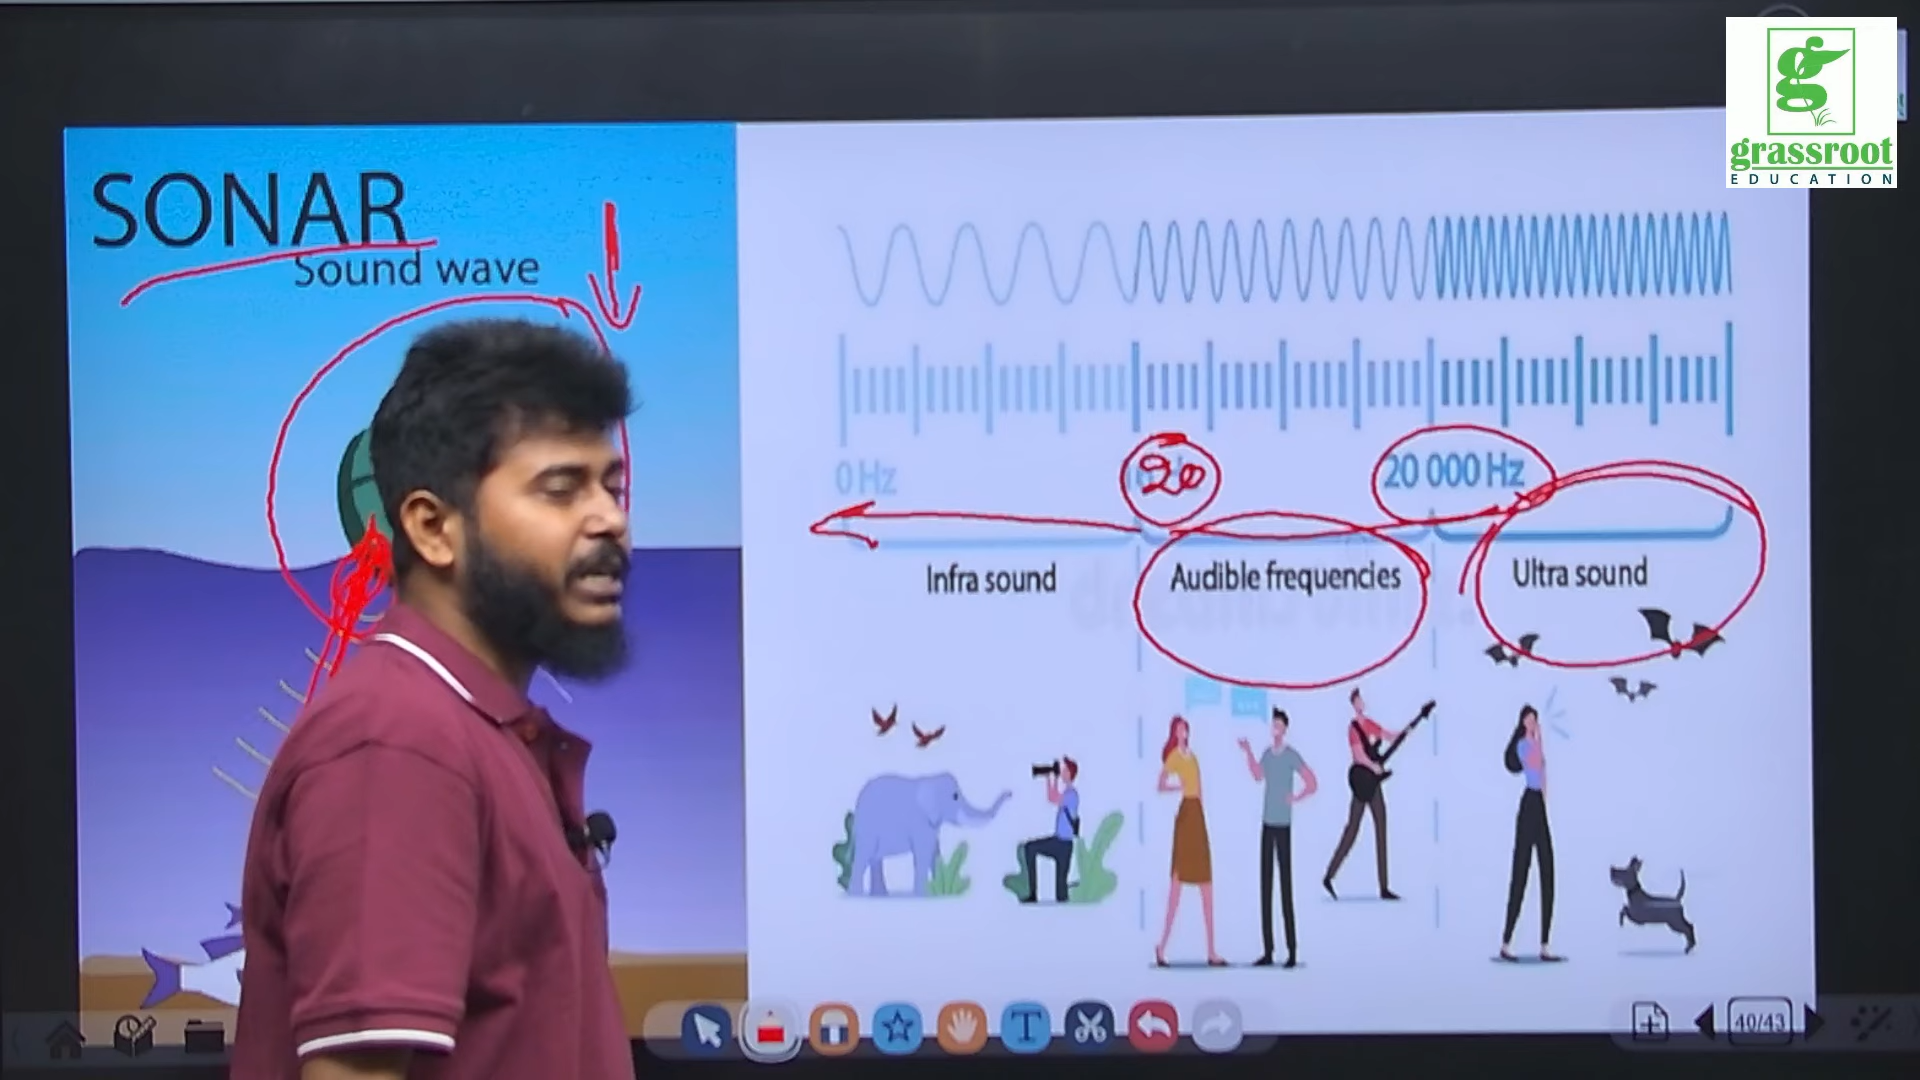 grassroot
EDUCATION
SONAR
Sound wave
0 Hz
20
20 000 Hz
Infra sound
Audible frequencies
Ultra sound
T
40/43